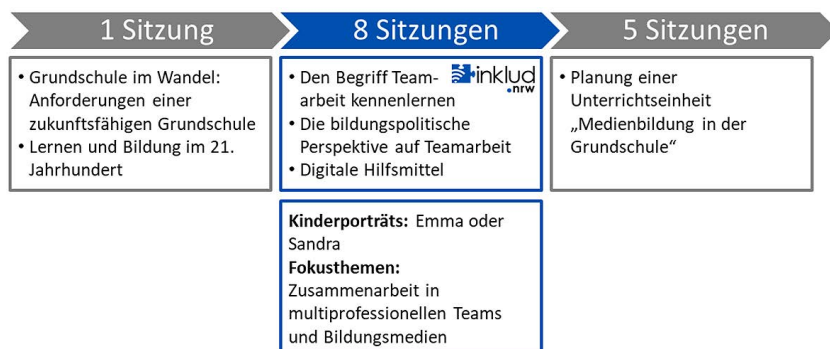 1 Sitzung
8 Sitzungen
5 Sitzungen
• Grundschule im Wandel:
Anforderungen einer
zukunftsfähigen Grundschule
• Lernen und Bildung im 21.
Jahrhundert
• Den Begriff Team-
arbeit kennenlernen
• Die bildungspolitische
Perspektive auf Teamarbeit
• Digitale Hilfsmittel
inklud
.nrw
• Planung einer
Unterrichtseinheit
„Medienbildung in der
Grundschule“
Kinderporträts: Emma oder
Sandra
Fokusthemen:
Zusammenarbeit in
multiprofessionellen Teams
und Bildungsmedien